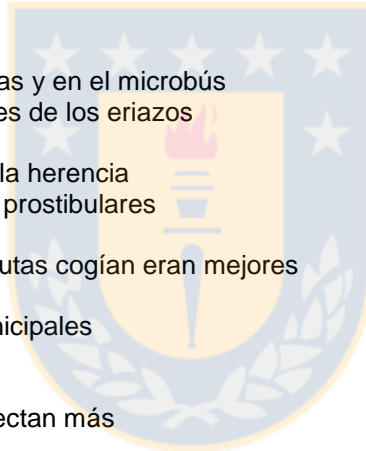 as y en el microbús
es de los eriazos
la herencia
prostibulares
utas cogían eran mejores
nicipales
ectan más